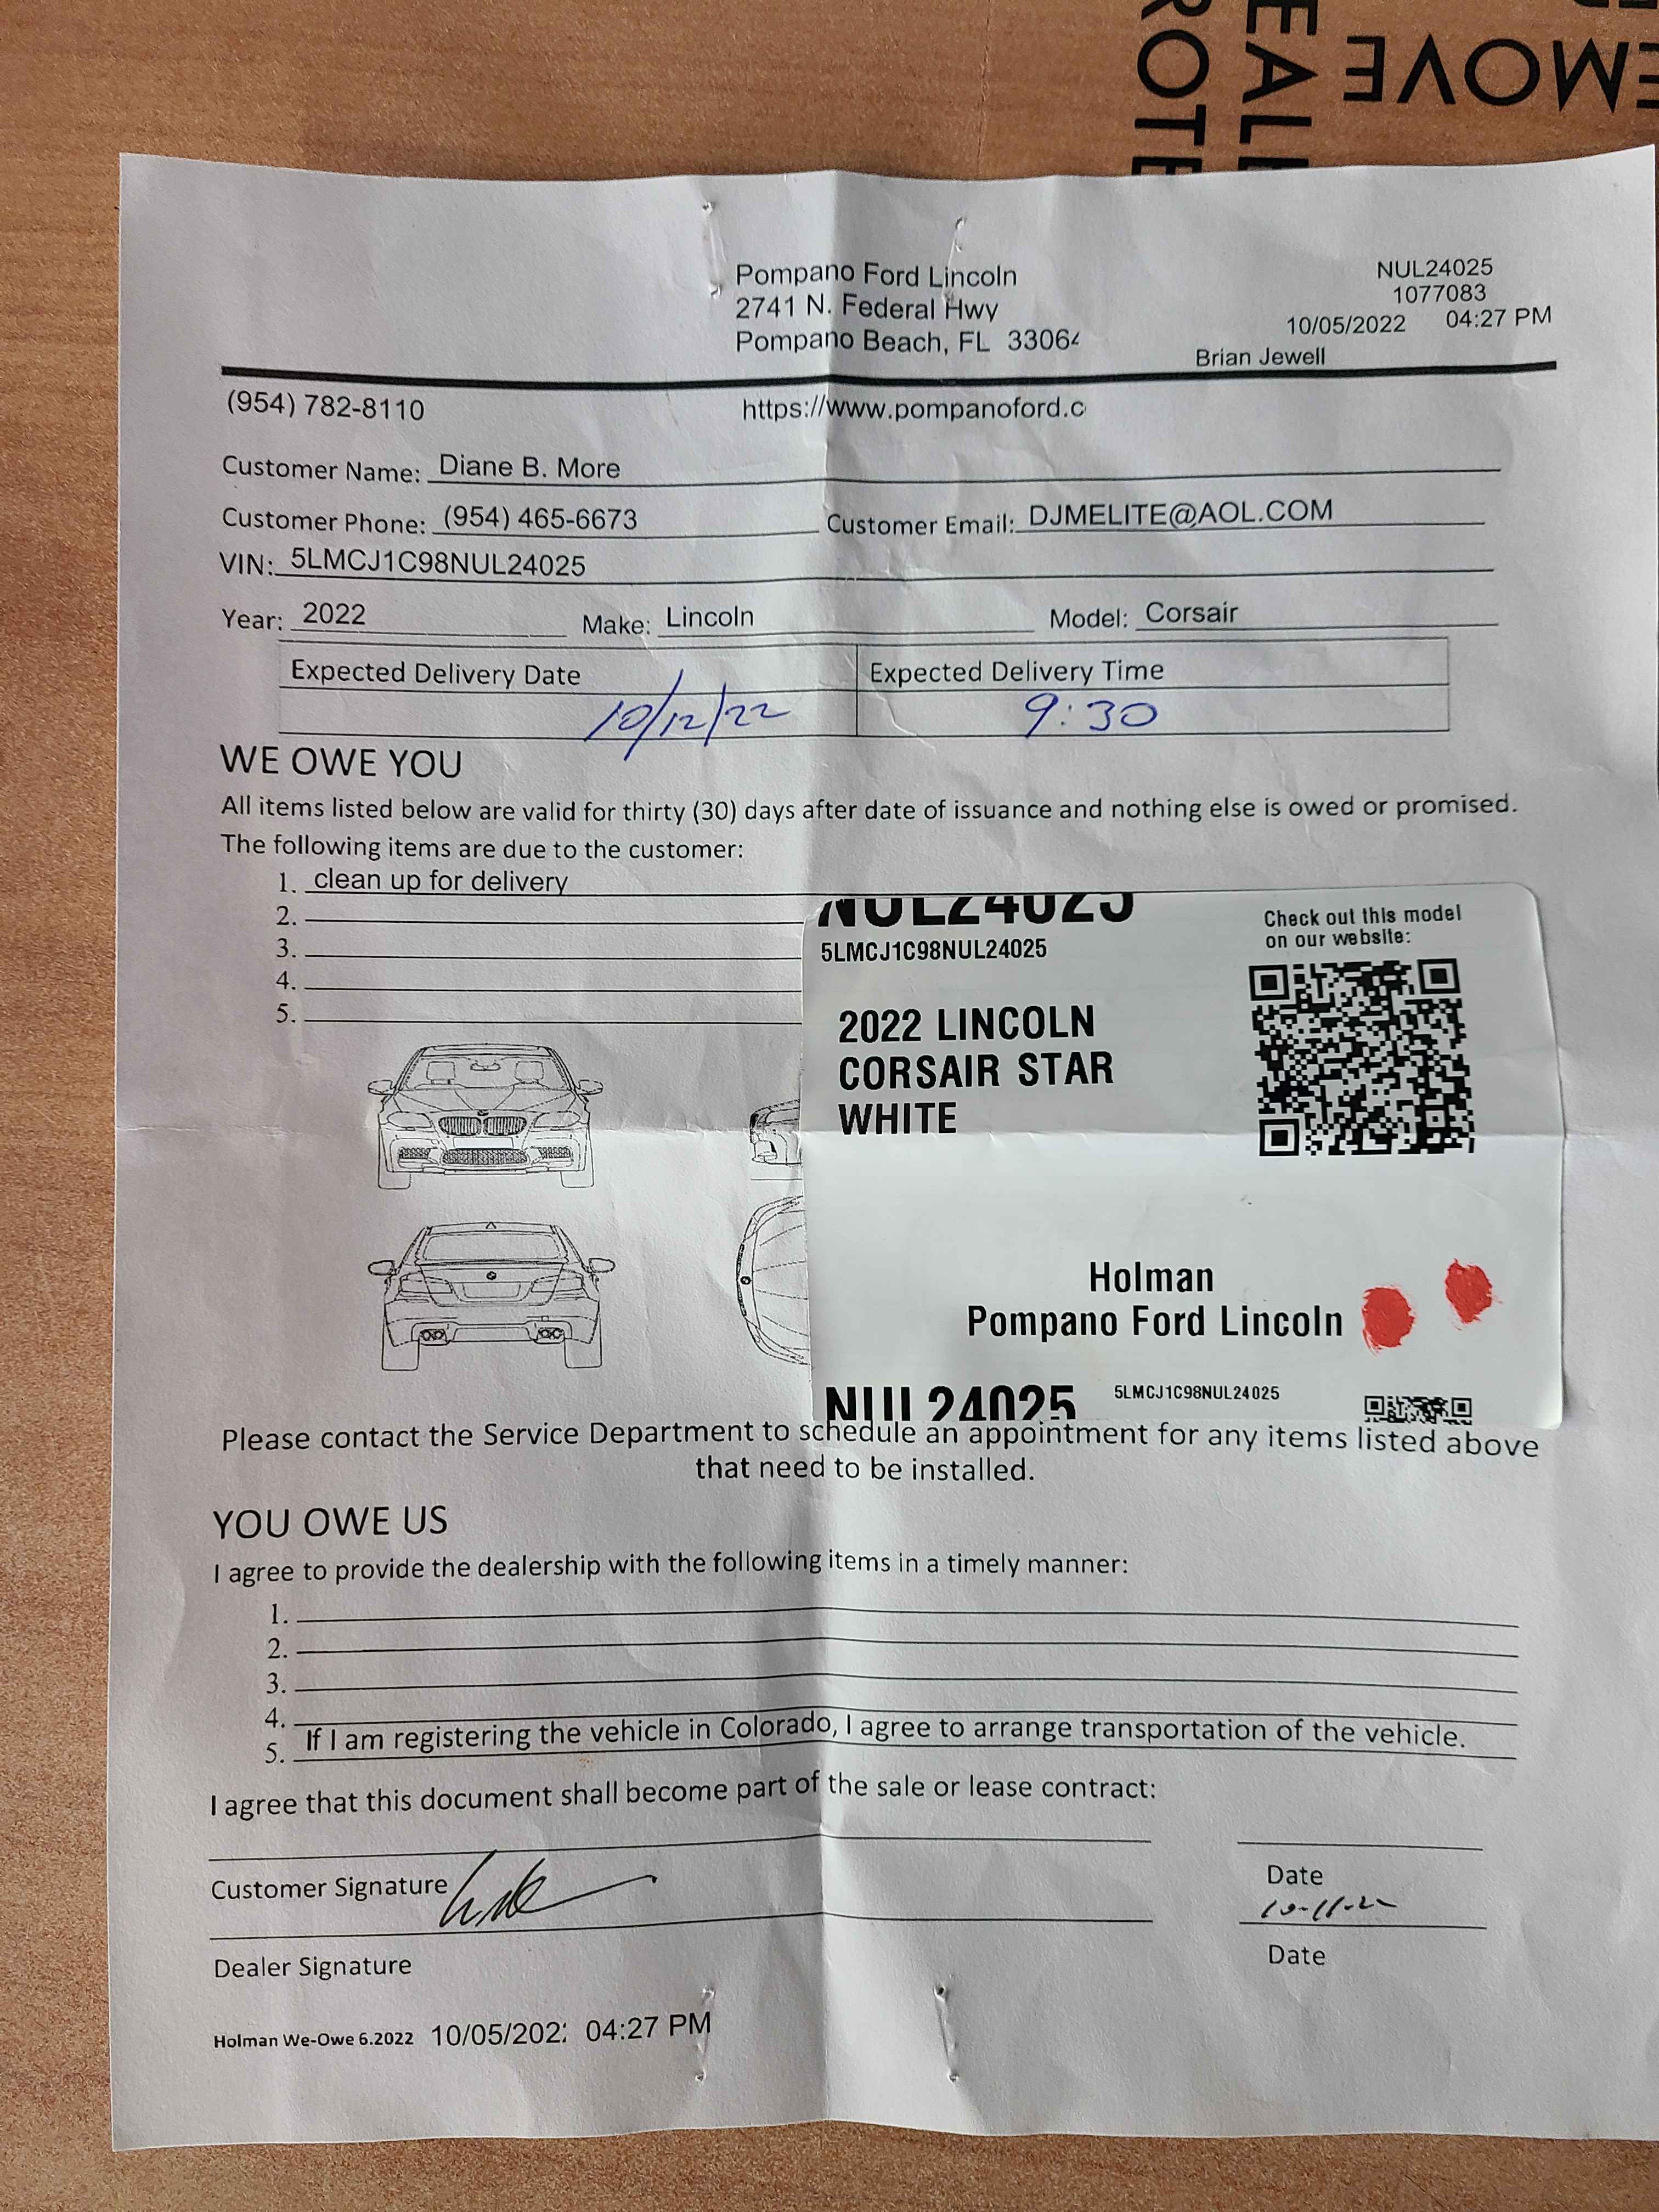 EMOVE
EALE
ROTE
Pompano Ford Lincoln
2741 N. Federal Hwy
Pompano Beach, FL 33064
NUL24025
1077083
10/05/2022 04:27 PM
Brian Jewell
(954) 782-8110 https://www.pompanoford.c
Customer Name: Diane B. More
Customer Phone: (954) 465-6673 Customer Email: DJMELITE@AOL.COM
VIN: 5LMCJ1C98NUL24025
Year: 2022 Make: Lincoln Model: Corsair
Expected Delivery Date Expected Delivery Time
10/12/22 9:30
WE OWE YOU
All items listed below are valid for thirty (30) days after date of issuance and nothing else is owed or promised.
The following items are due to the customer:
1. clean up for delivery
2.
3.
4.
5.
NUL24025
5LMCJ1C98NUL24025
Check out this model
on our website:
2022 LINCOLN
CORSAIR STAR
WHITE
Holman
Pompano Ford Lincoln
NUL24025 5LMCJ1C98NUL24025
Please contact the Service Department to schedule an appointment for any items listed above
that need to be installed.
YOU OWE US
I agree to provide the dealership with the following items in a timely manner:
1.
2.
3.
4.
5. If I am registering the vehicle in Colorado, I agree to arrange transportation of the vehicle.
I agree that this document shall become part of the sale or lease contract:
Customer Signature Date
10-11-22
Dealer Signature Date
Holman We-Owe 6.2022 10/05/202 04:27 PM